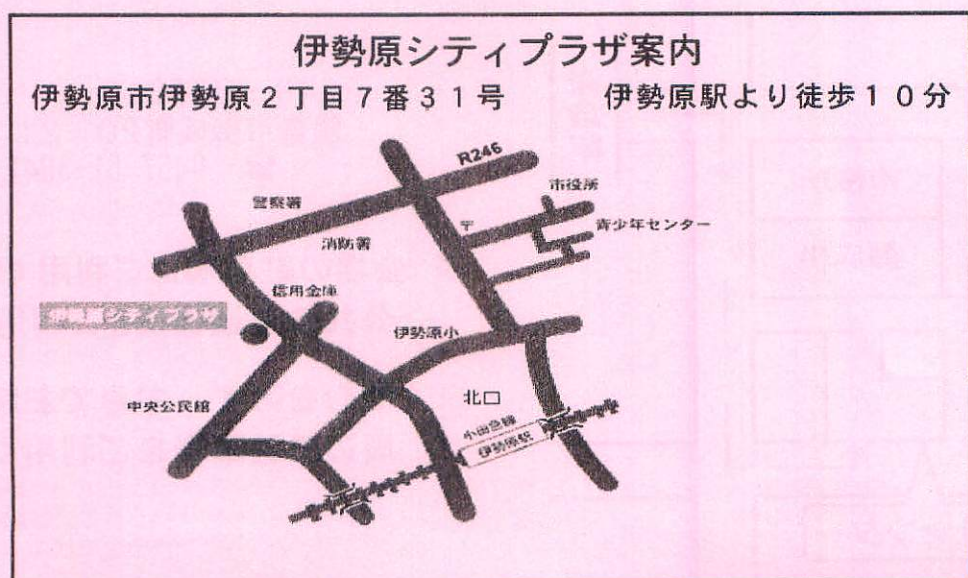 伊勢原シティプラザ案内
伊勢原市伊勢原２丁目７番３１号　伊勢原駅より徒歩１０分
R246
市役所
警察署
〒
青少年センター
消防署
信用金庫
伊勢原シティプラザ
伊勢原小
北口
中央公民館
小田急線
伊勢原駅